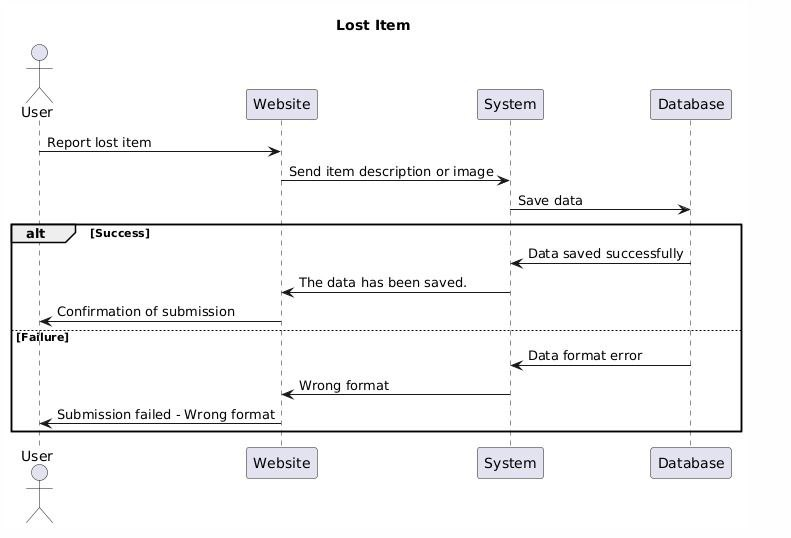 Lost Item
User
Website
System
Database
Report lost item
Send item description or image
Save data
alt
[Success]
Data saved successfully
The data has been saved.
Confirmation of submission
[Failure]
Data format error
Wrong format
Submission failed - Wrong format
User
Website
System
Database